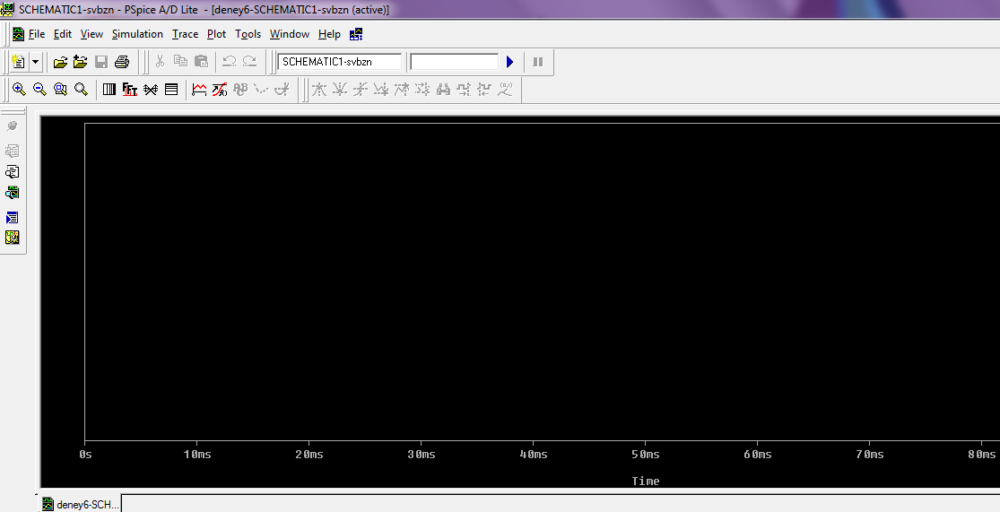 SCHEMATIC1-svbzn - PSpice A/D Lite - [deney6-SCHEMATIC1-svbzn (active)]
File Edit View Simulation Trace Plot Tools Window Help
SCHEMATIC1-svbzn
FFT
0s 10ms 20ms 30ms 40ms 50ms 60ms 70ms 80ms
Time
deney6-SCH...